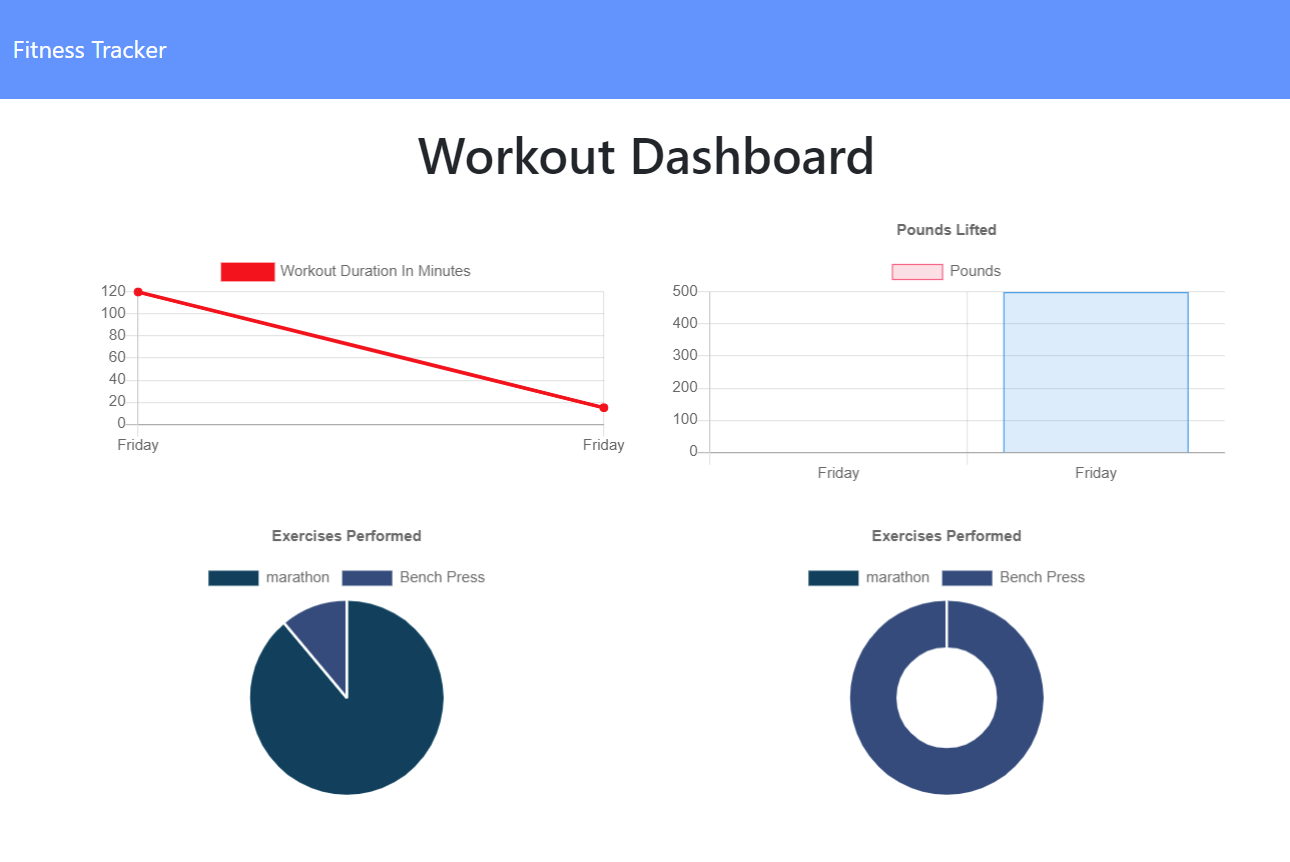 Fitness Tracker
Workout Dashboard
Workout Duration In Minutes
120
100
80
60
40
20
0
Friday Friday
Pounds Lifted
Pounds
500
400
300
200
100
0
Friday Friday
Exercises Performed
marathon Bench Press
Exercises Performed
marathon Bench Press